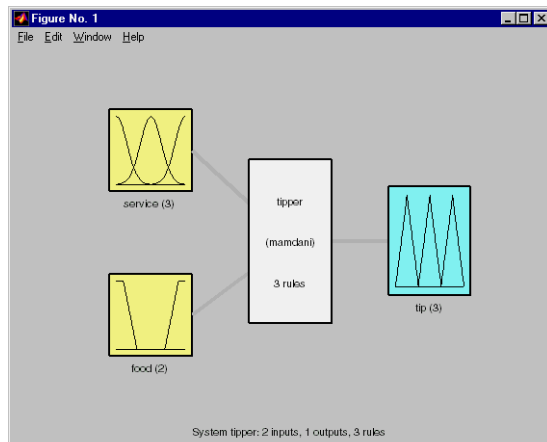 Figure No. 1
File Edit Window Help
service (3)
tipper
(mamdani)
3 rules
food (2)
tip (3)
System tipper: 2 inputs, 1 outputs, 3 rules